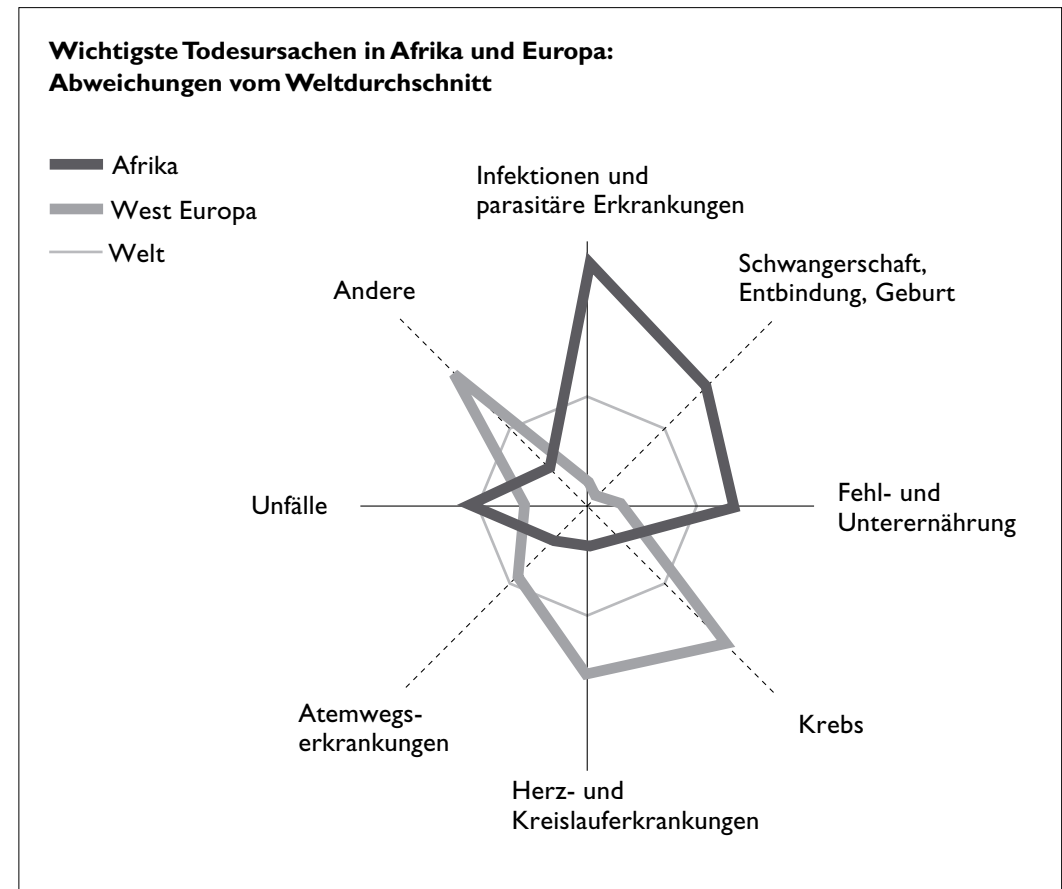 Wichtigste Todesursachen in Afrika und Europa:
Abweichungen vom Weltdurchschnitt
Afrika
West Europa
Welt
Infektionen und
parasitäre Erkrankungen
Schwangerschaft,
Entbindung, Geburt
Andere
Fehl- und
Unterernährung
Unfälle
Atemwegs-
erkrankungen
Krebs
Herz- und
Kreislauferkrankungen